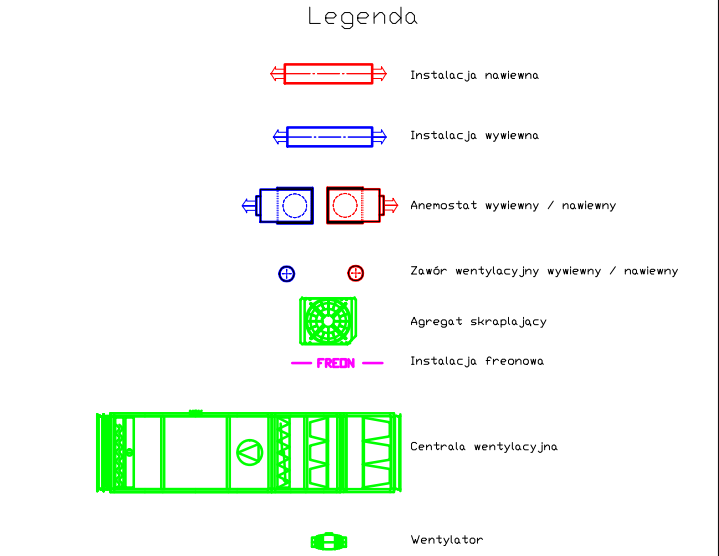 Legenda
Instalacja nawiewna
Instalacja wywiewna
Anemostat wywiewny / nawiewny
Zawór wentylacyjny wywiewny / nawiewny
Agregat skraplający
FREON Instalacja freonowa
Centrala wentylacyjna
Wentylator